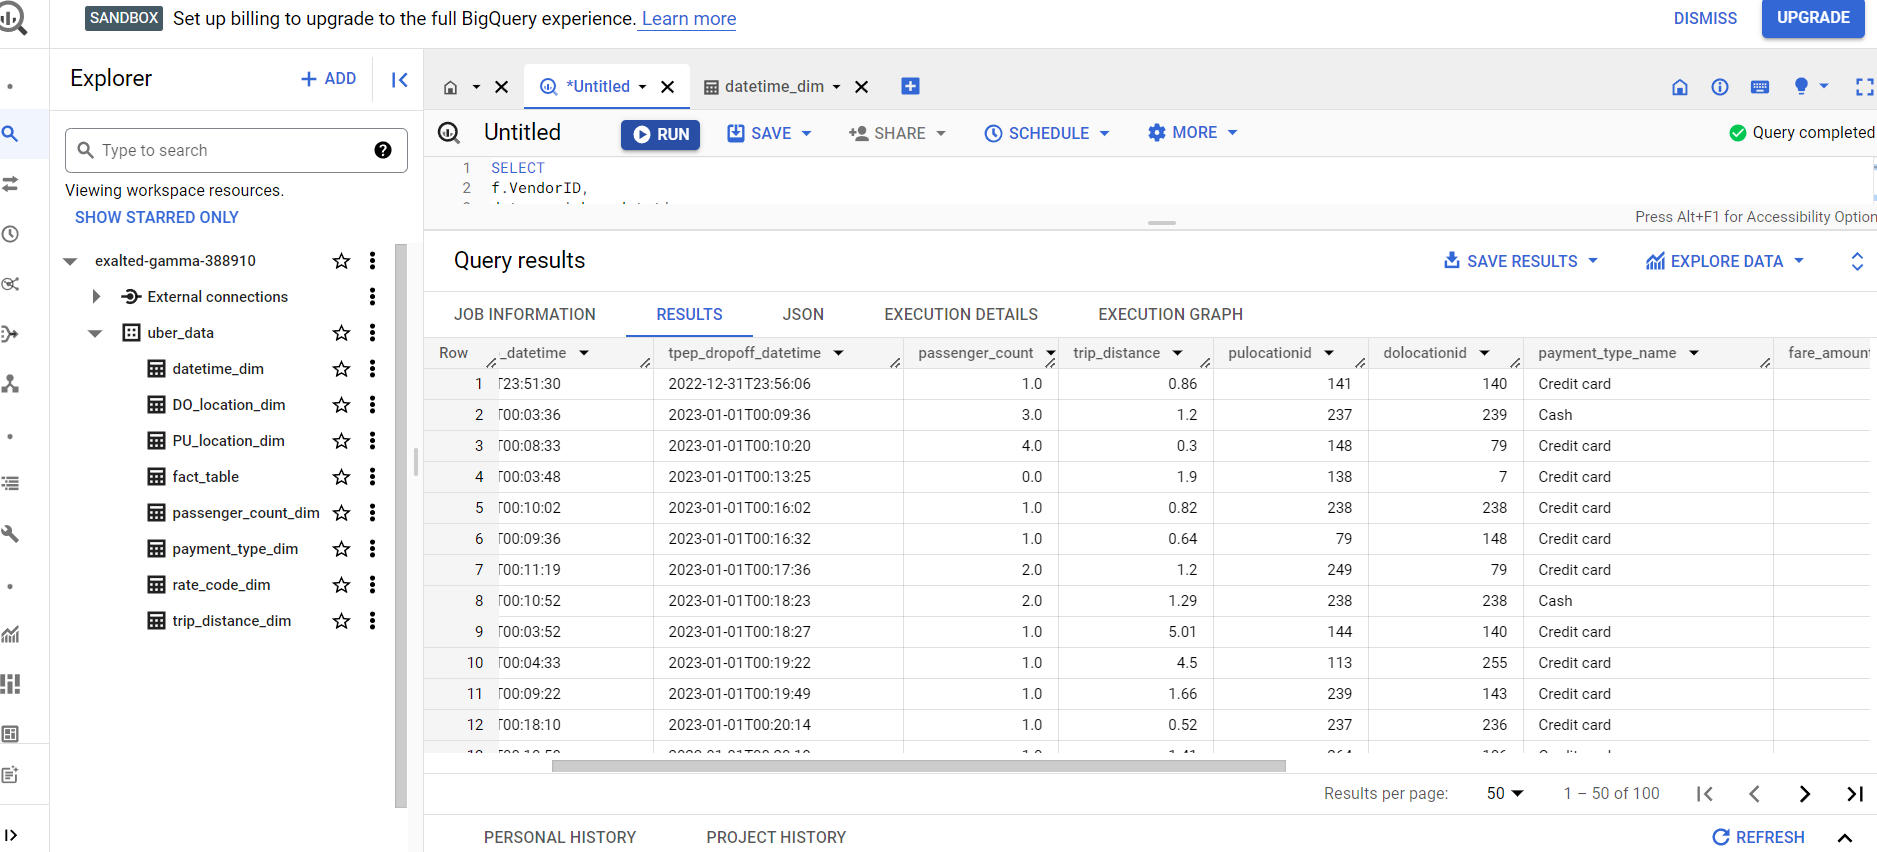 SANDBOX Set up billing to upgrade to the full BigQuery experience. Learn more DISMISS UPGRADE
Explorer + ADD
Type to search
Viewing workspace resources.
SHOW STARRED ONLY
exalted-gamma-388910
External connections
uber_data
datetime_dim
DO_location_dim
PU_location_dim
fact_table
passenger_count_dim
payment_type_dim
rate_code_dim
trip_distance_dim
*Untitled datetime_dim
Untitled RUN SAVE SHARE SCHEDULE MORE Query completed
1 SELECT
2 f.VendorID,
Press Alt+F1 for Accessibility Option
Query results SAVE RESULTS EXPLORE DATA
JOB INFORMATION RESULTS JSON EXECUTION DETAILS EXECUTION GRAPH
Row _datetime tpep_dropoff_datetime passenger_count trip_distance pulocationid dolocationid payment_type_name fare_amount
1 T23:51:30 2022-12-31T23:56:06 1.0 0.86 141 140 Credit card
2 T00:03:36 2023-01-01T00:09:36 3.0 1.2 237 239 Cash
3 T00:08:33 2023-01-01T00:10:20 4.0 0.3 148 79 Credit card
4 T00:03:48 2023-01-01T00:13:25 0.0 1.9 138 7 Credit card
5 T00:10:02 2023-01-01T00:16:02 1.0 0.82 238 238 Credit card
6 T00:09:36 2023-01-01T00:16:32 1.0 0.64 79 148 Credit card
7 T00:11:19 2023-01-01T00:17:36 2.0 1.2 249 79 Credit card
8 T00:10:52 2023-01-01T00:18:23 2.0 1.29 238 238 Cash
9 T00:03:52 2023-01-01T00:18:27 1.0 5.01 144 140 Credit card
10 T00:04:33 2023-01-01T00:19:22 1.0 4.5 113 255 Credit card
11 T00:09:22 2023-01-01T00:19:49 1.0 1.66 239 143 Credit card
12 T00:18:10 2023-01-01T00:20:14 1.0 0.52 237 236 Credit card
Results per page: 50 1 – 50 of 100
PERSONAL HISTORY PROJECT HISTORY REFRESH